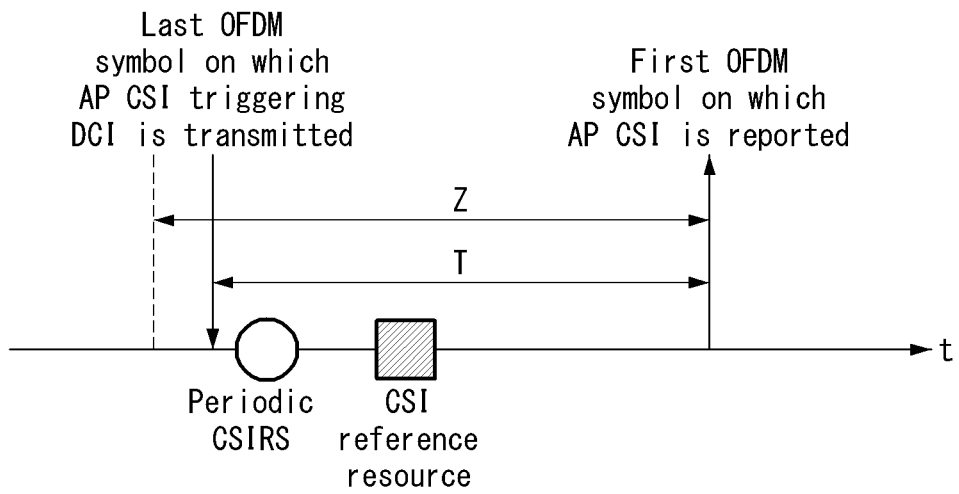 Last OFDM
symbol on which
AP CSI triggering
DCI is transmitted
First OFDM
symbol on which
AP CSI is reported
Z
T
t
Periodic
CSIRS
CSI
reference
resource